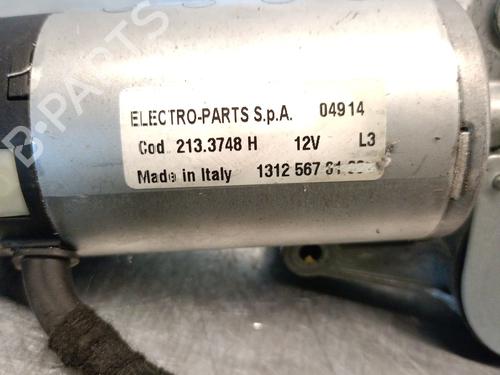 ELECTRO-PARTS S.p.A. 04914
Cod 213.3748 H 12V L3
Made in Italy 1312 567 81
B-PARTS